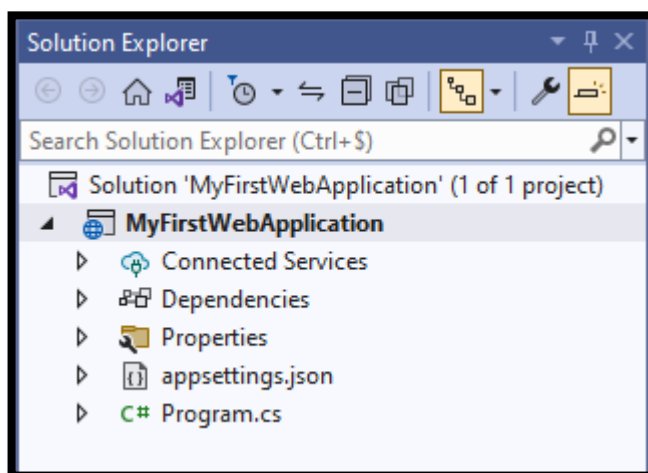 Solution Explorer
Search Solution Explorer (Ctrl+$)
Solution 'MyFirstWebApplication' (1 of 1 project)
MyFirstWebApplication
Connected Services
Dependencies
Properties
appsettings.json
C# Program.cs